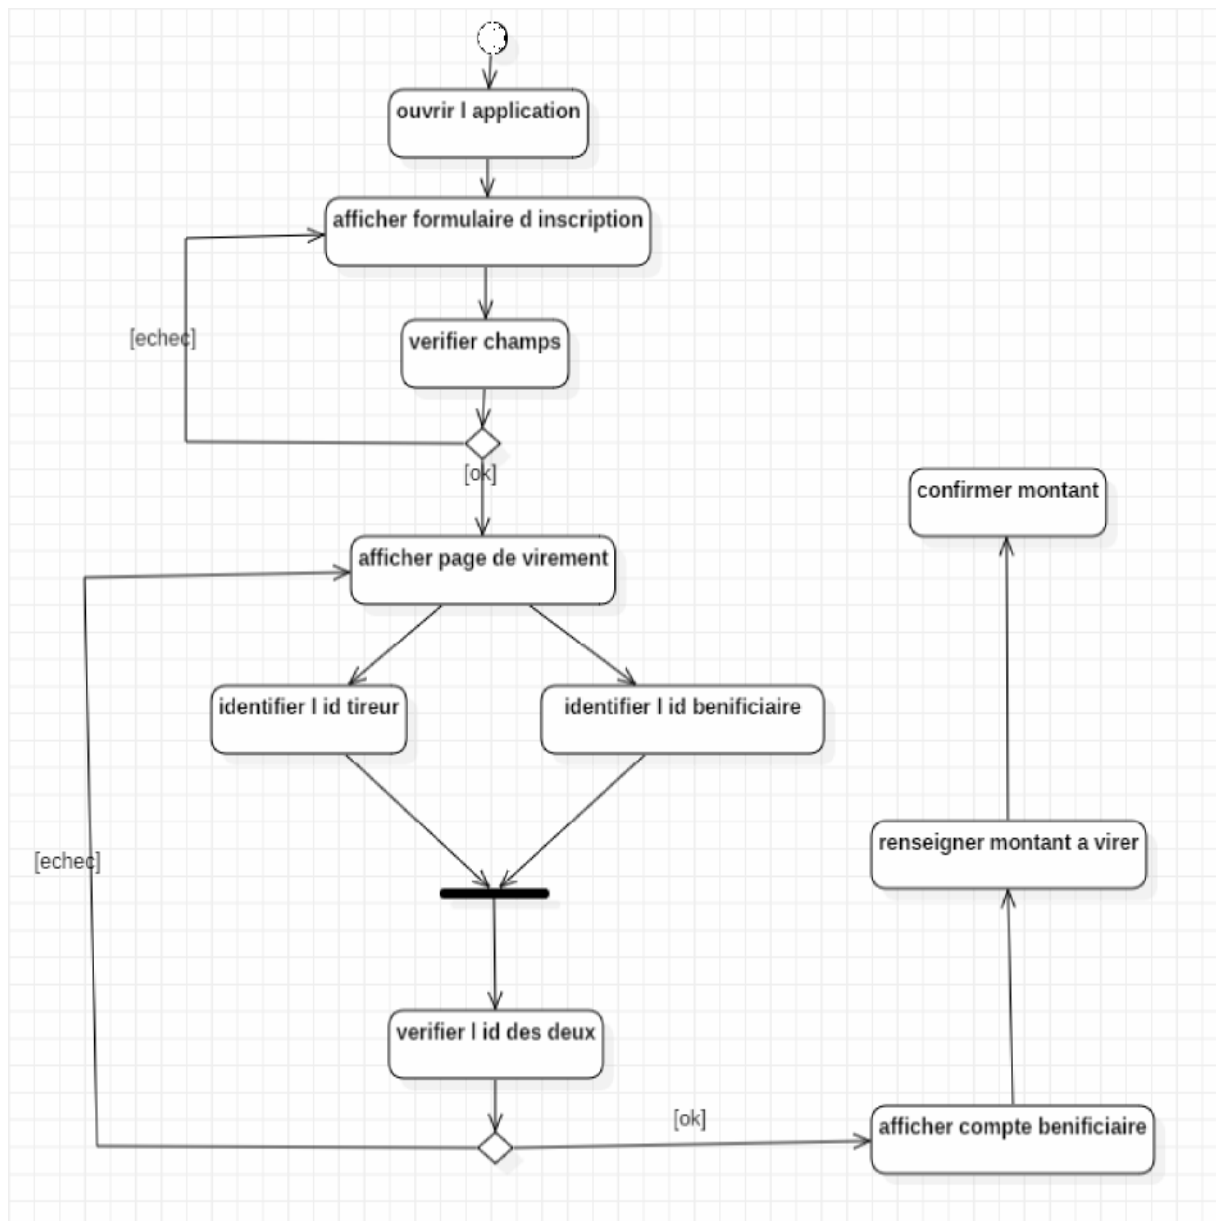 ouvrir l application
afficher formulaire d inscription
[echec]
verifier champs
[ok]
confirmer montant
afficher page de virement
identifier l id tireur
identifier l id benificiaire
renseigner montant a virer
[echec]
verifier l id des deux
[ok]
afficher compte benificiaire